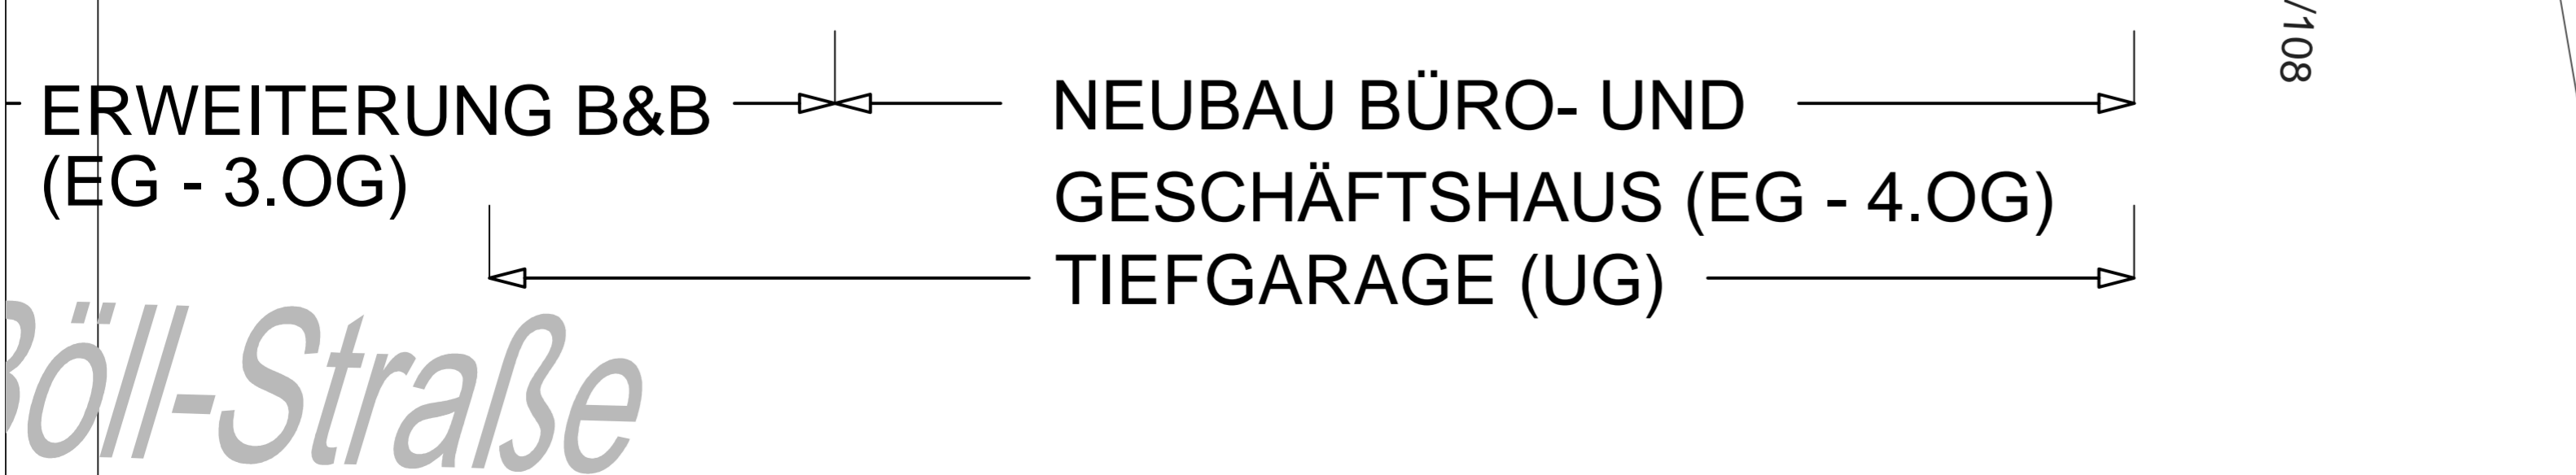 /108
ERWEITERUNG B&B
(EG - 3.OG)
NEUBAU BÜRO- UND
GESCHÄFTSHAUS (EG - 4.OG)
TIEFGARAGE (UG)
Böll-Straße